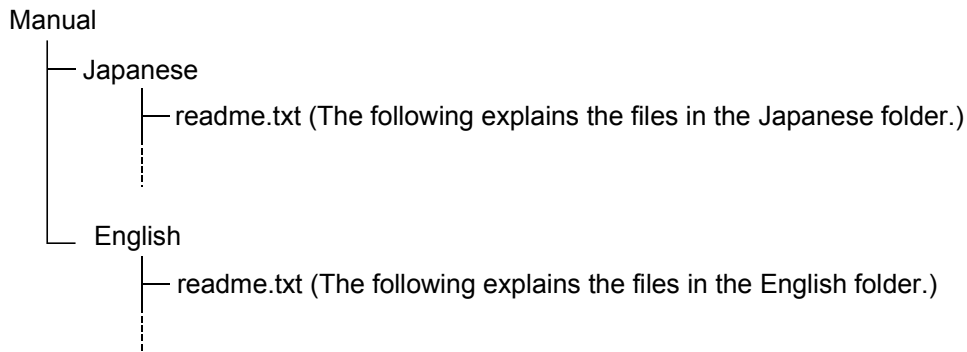 Manual
Japanese
readme.txt (The following explains the files in the Japanese folder.)
English
readme.txt (The following explains the files in the English folder.)